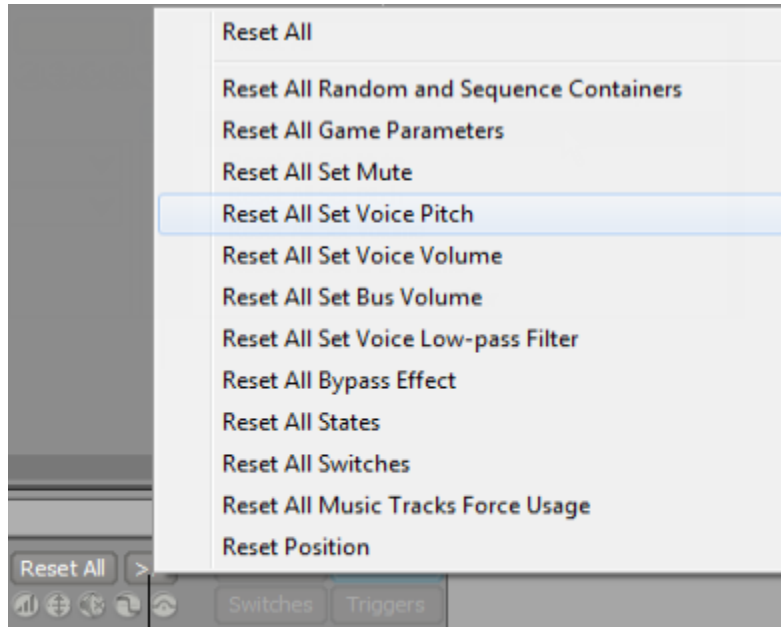 Reset All
Reset All Random and Sequence Containers
Reset All Game Parameters
Reset All Set Mute
Reset All Set Voice Pitch
Reset All Set Voice Volume
Reset All Set Bus Volume
Reset All Set Voice Low-pass Filter
Reset All Bypass Effect
Reset All States
Reset All Switches
Reset All Music Tracks Force Usage
Reset Position
Reset All >
Switches Triggers